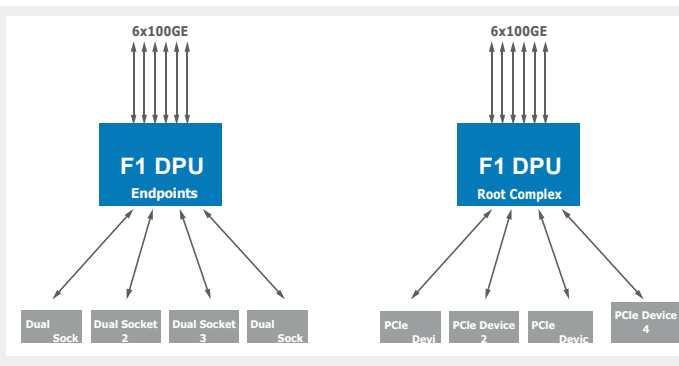 6x100GE
F1 DPU
Endpoints
Dual
Sock
Dual Socket
2
Dual Socket
3
Dual
Sock
6x100GE
F1 DPU
Root Complex
PCIe
Devi
PCIe Device
2
PCIe
Devic
PCIe Device
4